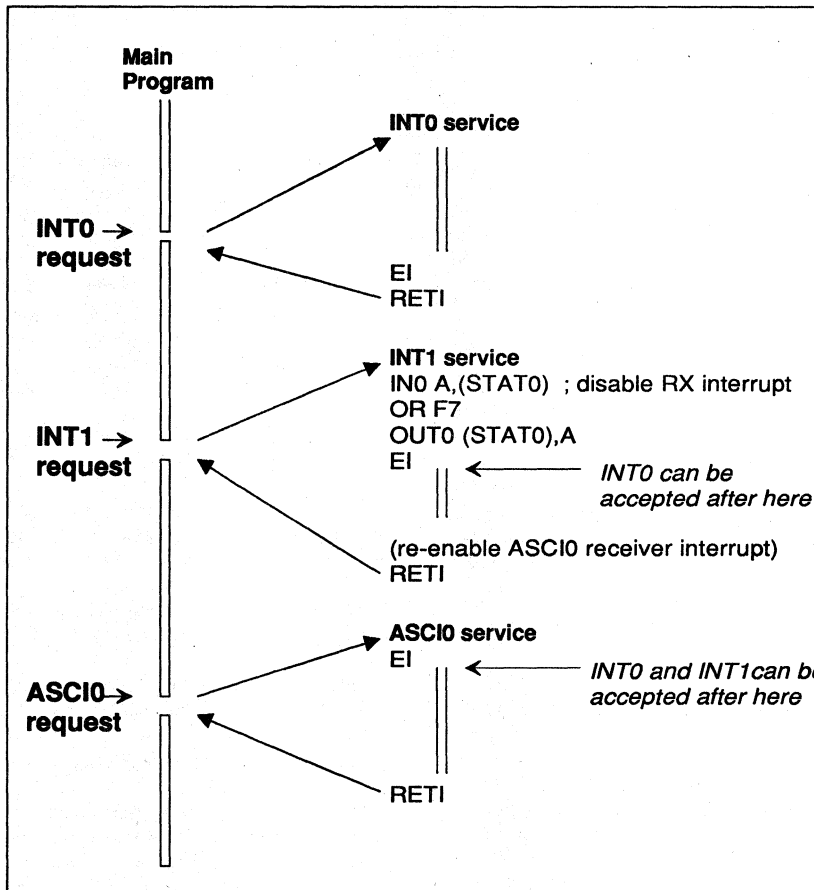 Main
Program
INT0 service
INT0
request
EI
RETI
INT1 service
IN0 A,(STAT0) ; disable RX interrupt
OR F7
OUT0 (STAT0),A
EI
INT1
request
INT0 can be
accepted after here
(re-enable ASCI0 receiver interrupt)
RETI
ASCI0 service
EI
ASCI0
request
INT0 and INT1can be
accepted after here
RETI